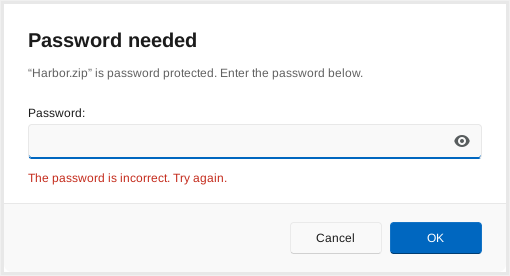 Password needed
“Harbor.zip” is password protected. Enter the password below.
Password:
The password is incorrect. Try again.
Cancel
OK